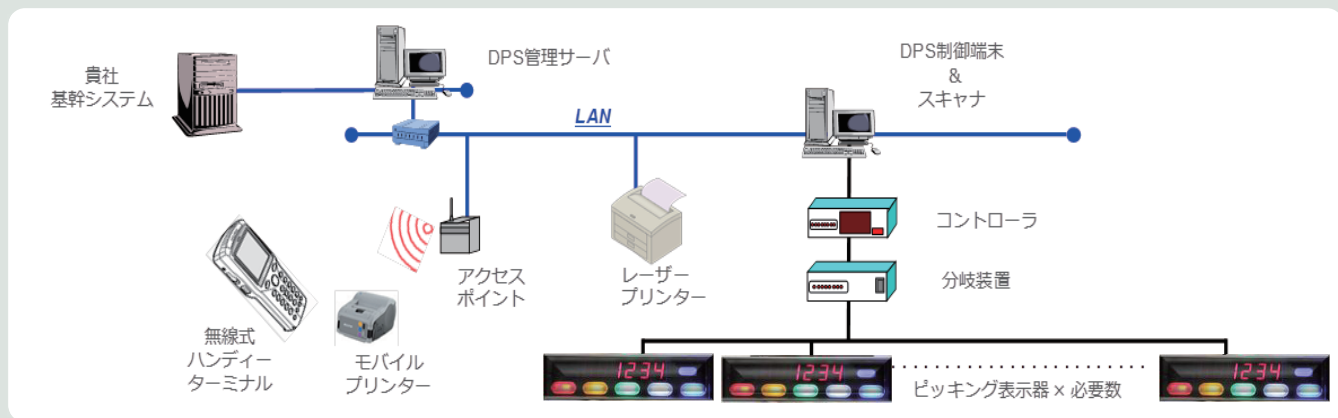 貴社
基幹システム
DPS管理サーバ
DPS制御端末
&
スキャナ
LAN
コントローラ
分岐装置
アクセス
ポイント
レーザー
プリンター
無線式
ハンディー
ターミナル
モバイル
プリンター
1234
1234
ピッキング表示器×必要数
1234